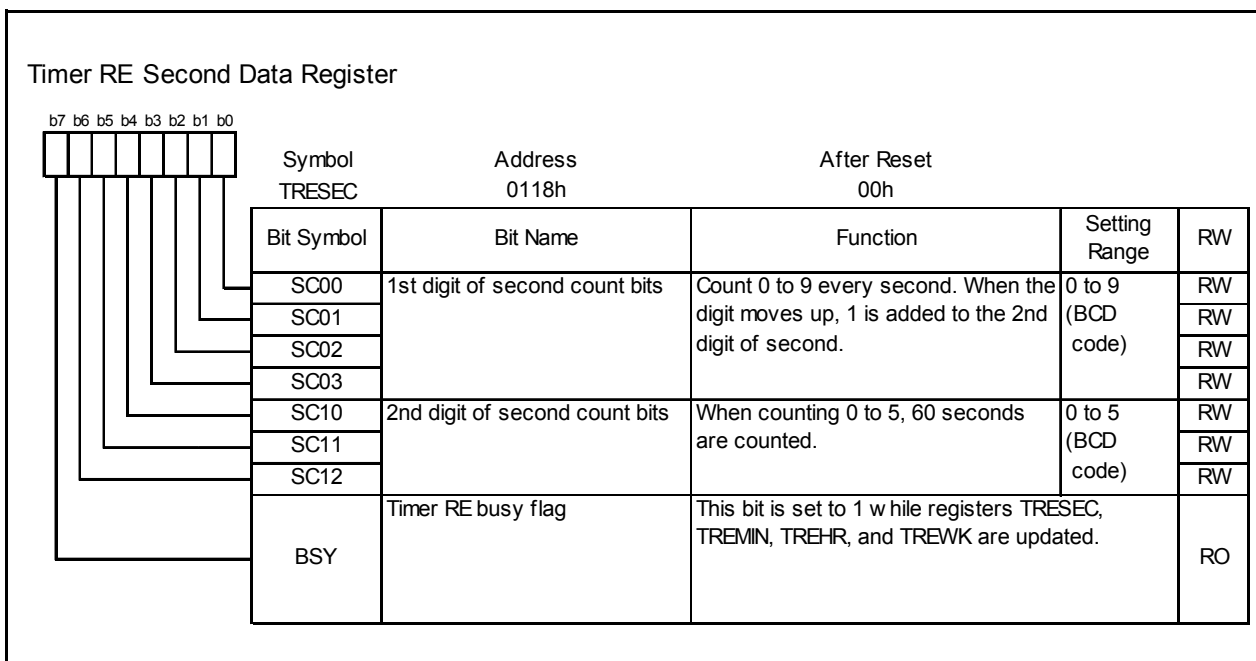 Timer RE Second Data Register
b7 b6 b5 b4 b3 b2 b1 b0
Symbol Address After Reset
TRESEC 0118h 00h
Bit Symbol Bit Name Function Setting Range RW
SC00 1st digit of second count bits Count 0 to 9 every second. When the 0 to 9 RW
SC01 digit moves up, 1 is added to the 2nd (BCD RW
SC02 digit of second. code) RW
SC03 RW
SC10 2nd digit of second count bits When counting 0 to 5, 60 seconds 0 to 5 RW
SC11 are counted. (BCD RW
SC12 code) RW
Timer RE busy flag This bit is set to 1 w hile registers TRESEC,
TREMIN, TREHR, and TREWK are updated.
BSY RO